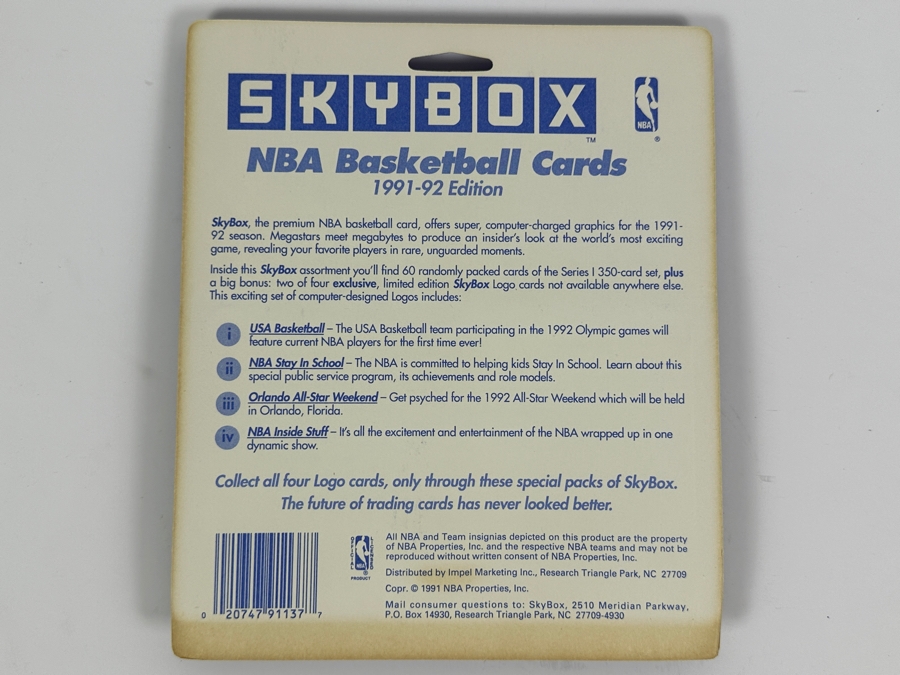 SKYBOX
TM
NBA
®
NBA Basketball Cards
1991-92 Edition
SkyBox, the premium NBA basketball card, offers super, computer-charged graphics for the 1991-
92 season. Megastars meet megabytes to produce an insider's look at the world's most exciting
game, revealing your favorite players in rare, unguarded moments.
Inside this SkyBox assortment you'll find 60 randomly packed cards of the Series I 350-card set, plus
a big bonus: two of four exclusive, limited edition SkyBox Logo cards not available anywhere else.
This exciting set of computer-designed Logos includes:
i USA Basketball – The USA Basketball team participating in the 1992 Olympic games will
feature current NBA players for the first time ever!
ii NBA Stay In School – The NBA is committed to helping kids Stay In School. Learn about this
special public service program, its achievements and role models.
iii Orlando All-Star Weekend – Get psyched for the 1992 All-Star Weekend which will be held
in Orlando, Florida.
iv NBA Inside Stuff – It's all the excitement and entertainment of the NBA wrapped up in one
dynamic show.
Collect all four Logo cards, only through these special packs of SkyBox.
The future of trading cards has never looked better.
0 20747 91137 7
OFFICIAL LICENSED
NBA
®
PRODUCT
All NBA and Team insignias depicted on this product are the property
of NBA Properties, Inc. and the respective NBA teams and may not be
reproduced without written consent of NBA Properties, Inc.
Distributed by Impel Marketing Inc., Research Triangle Park, NC 27709
Copr. © 1991 NBA Properties, Inc.
Mail consumer questions to: SkyBox, 2510 Meridian Parkway,
P.O. Box 14930, Research Triangle Park, NC 27709-4930